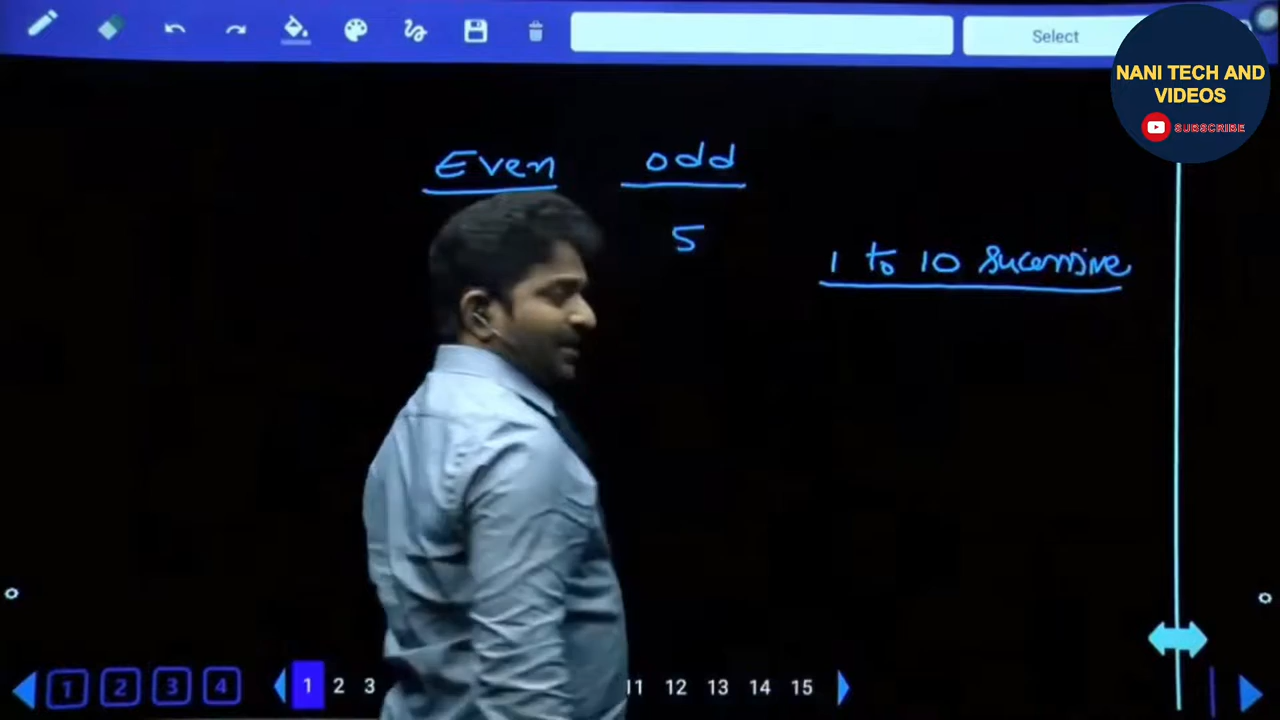 Select
NANI TECH AND
VIDEOS
SUBSCRIBE
Even odd
5
1 to 10 sucessive
1 2 3 4 1 2 3 11 12 13 14 15